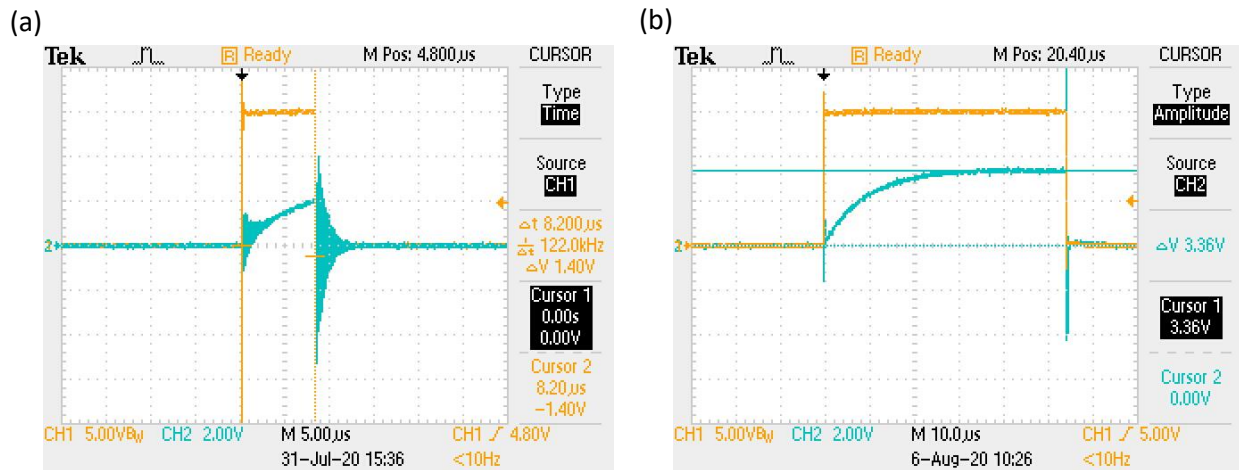 (a)
Tek
R Ready
M Pos: 4.800µs
CURSOR
Type
Time
Source
CH1
Δt 8.200µs
1/Δt 122.0kHz
ΔV 1.40V
Cursor 1
0.00s
0.00V
Cursor 2
8.20µs
-1.40V
2
CH1 5.00VBw
CH2 2.00V
M 5.00µs
CH1 / 4.80V
31-Jul-20 15:36
<10Hz
(b)
Tek
R Ready
M Pos: 20.40µs
CURSOR
Type
Amplitude
Source
CH2
ΔV 3.36V
Cursor 1
3.36V
Cursor 2
0.00V
2
CH1 5.00VBw
CH2 2.00V
M 10.0µs
CH1 / 5.00V
6-Aug-20 10:26
<10Hz